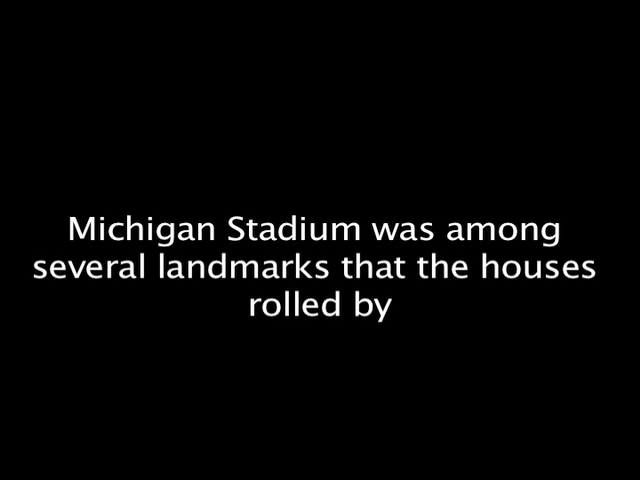 Michigan Stadium was among
several landmarks that the houses
rolled by